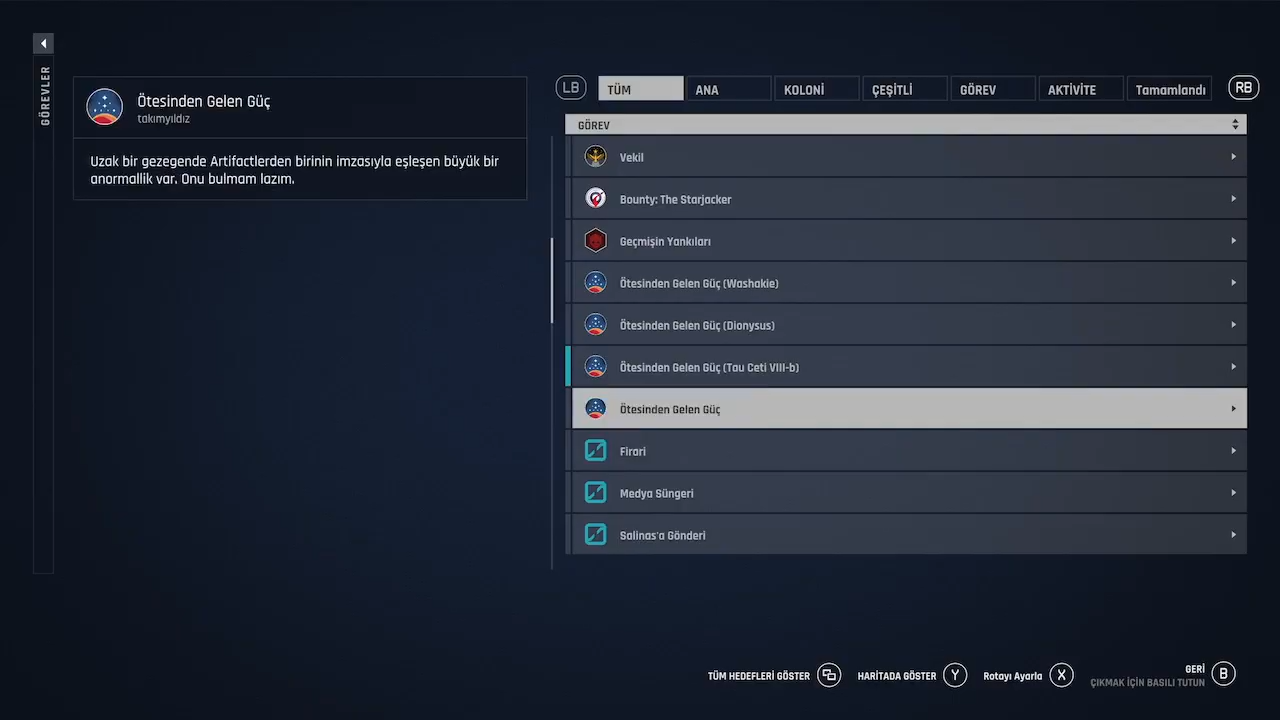 GÖREVLER
Ötesinden Gelen Güç
takımyıldız
Uzak bir gezegende Artifactlerden birinin imzasıyla eşleşen büyük bir
anormallik var. Onu bulmam lazım.
LB
TÜM
ANA
KOLONİ
ÇEŞİTLİ
GÖREV
AKTİVİTE
Tamamlandı
RB
GÖREV
Vekil
Bounty: The Starjacker
Geçmişin Yankıları
Ötesinden Gelen Güç (Washakie)
Ötesinden Gelen Güç (Dionysus)
Ötesinden Gelen Güç (Tau Ceti VIII-b)
Ötesinden Gelen Güç
Firari
Medya Süngeri
Salinas'a Gönderi
TÜM HEDEFLERİ GÖSTER
HARİTADA GÖSTER
Y
Rotayı Ayarla
X
GERİ
ÇIKMAK İÇİN BASILI TUTUN
B